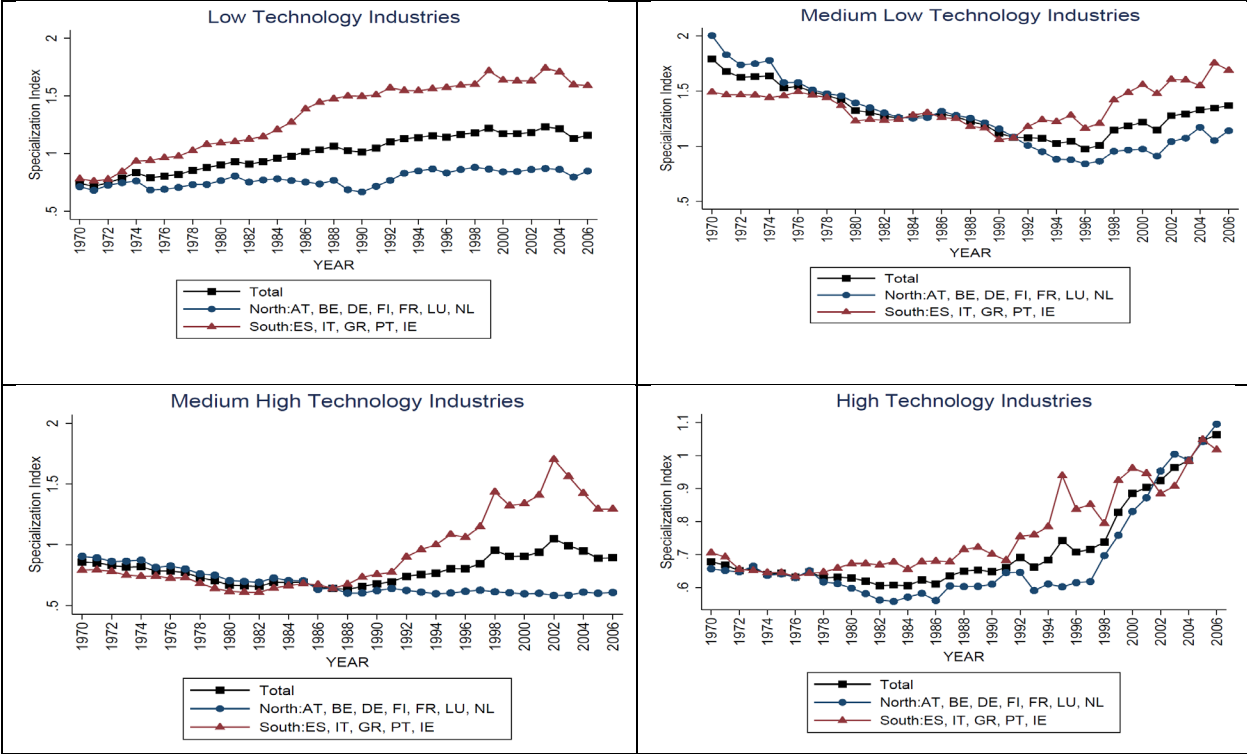 Low Technology Industries
Specialization Index
2
1.5
1
.5
1970 1972 1974 1976 1978 1980 1982 1984 1986 1988 1990 1992 1994 1996 1998 2000 2002 2004 2006
YEAR
Total
North:AT, BE, DE, FI, FR, LU, NL
South:ES, IT, GR, PT, IE
Medium Low Technology Industries
Specialization Index
2
1.5
1
.5
1970 1972 1974 1976 1978 1980 1982 1984 1986 1988 1990 1992 1994 1996 1998 2000 2002 2004 2006
YEAR
Total
North:AT, BE, DE, FI, FR, LU, NL
South:ES, IT, GR, PT, IE
Medium High Technology Industries
Specialization Index
2
1.5
1
.5
1970 1972 1974 1976 1978 1980 1982 1984 1986 1988 1990 1992 1994 1996 1998 2000 2002 2004 2006
YEAR
Total
North:AT, BE, DE, FI, FR, LU, NL
South:ES, IT, GR, PT, IE
High Technology Industries
Specialization Index
1.1
1
.9
.8
.7
.6
1970 1972 1974 1976 1978 1980 1982 1984 1986 1988 1990 1992 1994 1996 1998 2000 2002 2004 2006
YEAR
Total
North:AT, BE, DE, FI, FR, LU, NL
South:ES, IT, GR, PT, IE